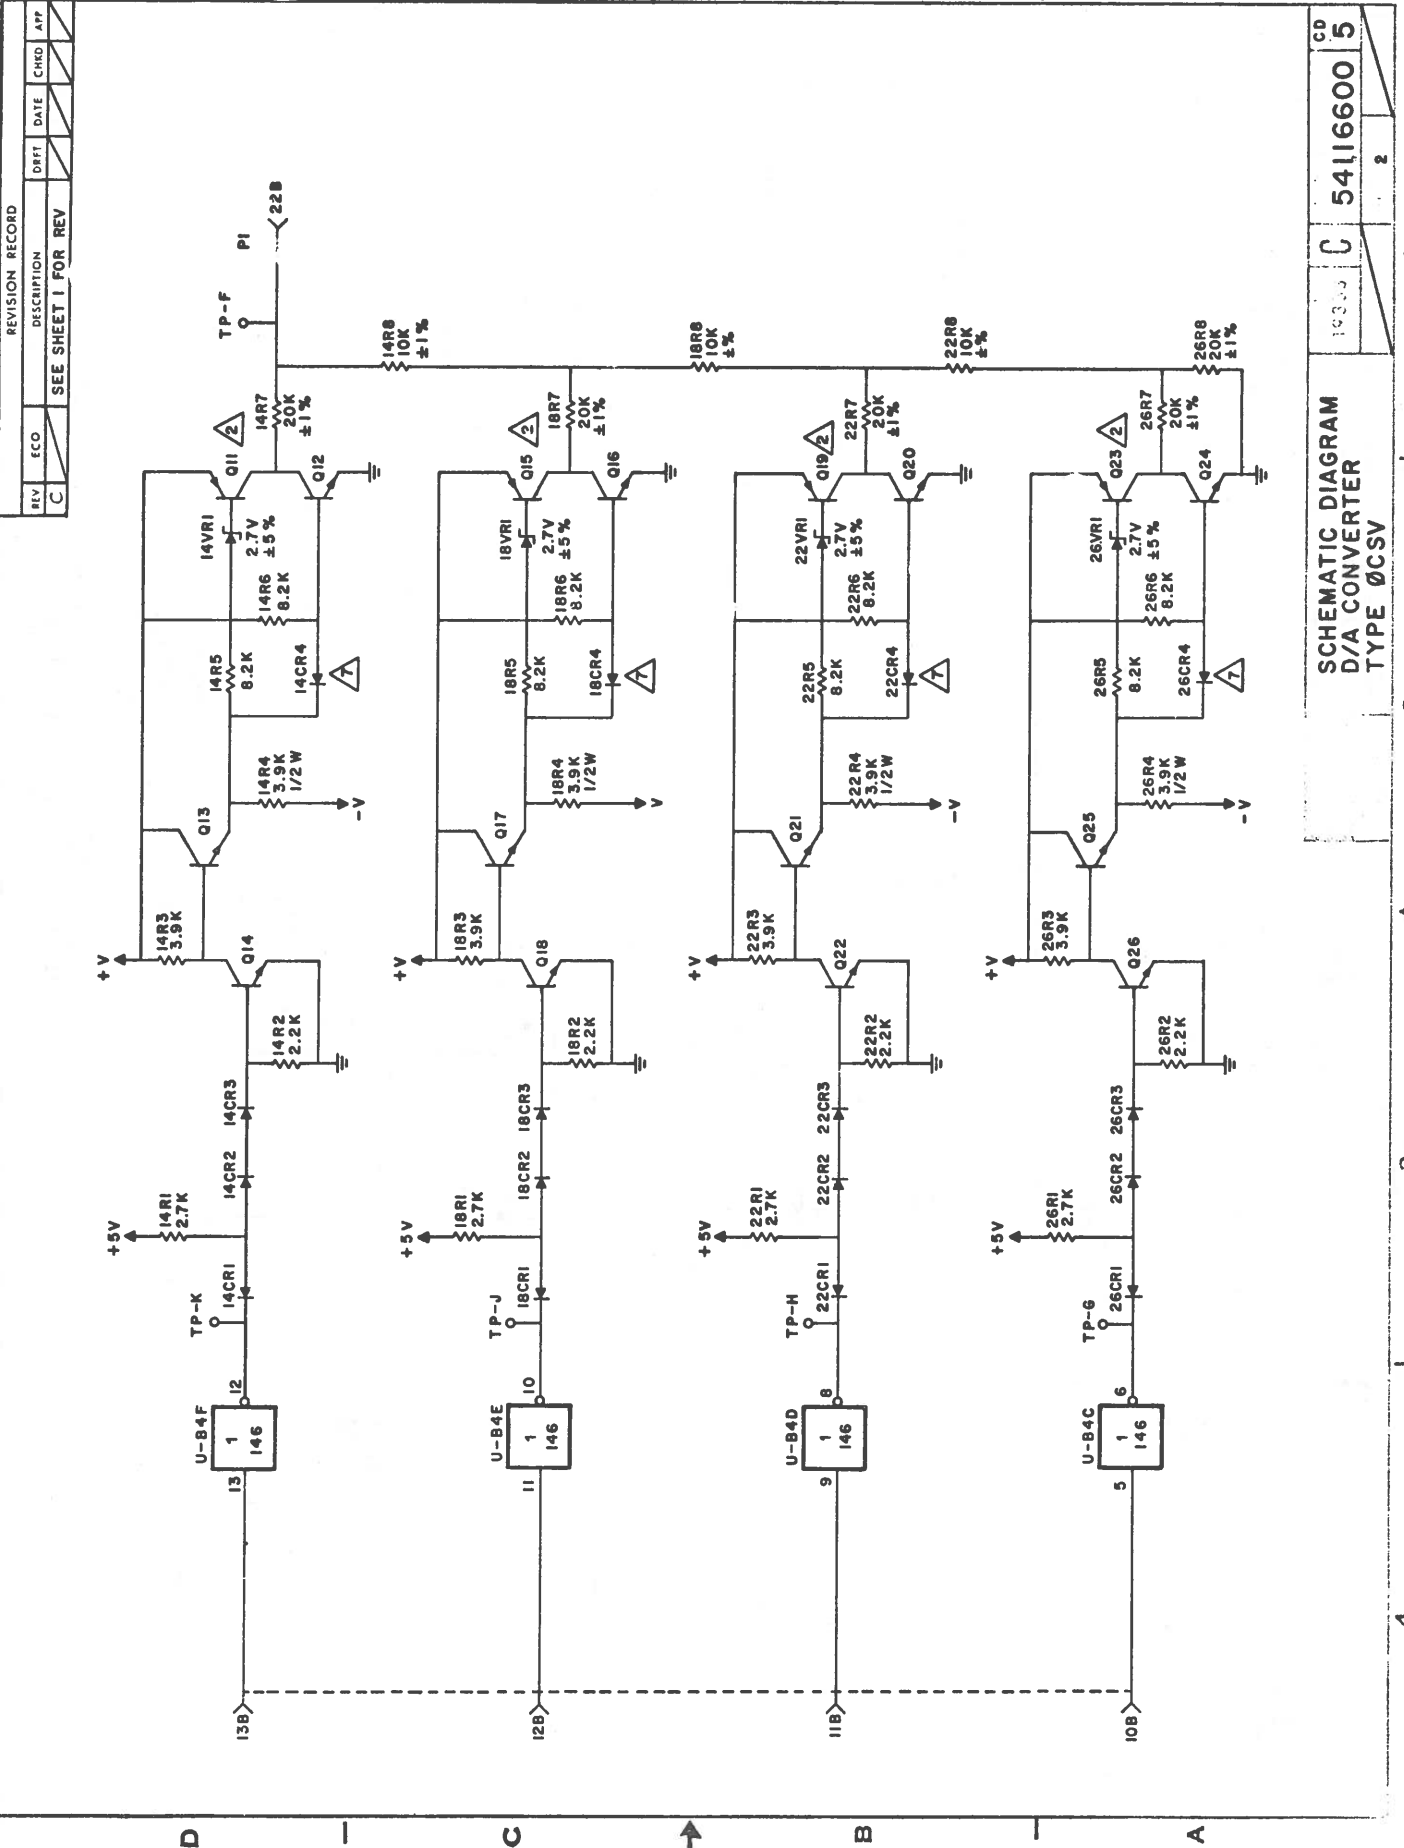 REVISION RECORD
REV ECO DESCRIPTION DRFT DATE CHKD APP
C SEE SHEET 1 FOR REV
13B
13
U-B4F
1
146
12
TP-K
14CR1
+5V
14R1
2.7K
14CR2
14CR3
14R2
2.2K
Q14
+V
14R3
3.9K
Q13
14R4
3.9K
1/2W
-V
14R5
8.2K
14CR4
7
14R6
8.2K
14VR1
2.7V
±5%
Q11
2
Q12
14R7
20K
±1%
TP-F
P1
22B
14R8
10K
±1%
12B
11
U-B4E
1
146
10
TP-J
18CR1
+5V
18R1
2.7K
18CR2
18CR3
18R2
2.2K
Q18
+V
18R3
3.9K
Q17
18R4
3.9K
1/2W
V
18R5
8.2K
18CR4
7
18R6
8.2K
18VR1
2.7V
±5%
Q15
2
Q16
18R7
20K
±1%
18R8
10K
±%
11B
9
U-B4D
1
146
8
TP-H
22CR1
+5V
22R1
2.7K
22CR2
22CR3
22R2
2.2K
Q22
+V
22R3
3.9K
Q21
22R4
3.9K
1/2W
-V
22R5
8.2K
22CR4
7
22R6
8.2K
22VR1
2.7V
±5%
Q19
2
Q20
22R7
20K
±1%
22R8
10K
±%
10B
5
U-B4C
1
146
6
TP-G
26CR1
+5V
26R1
2.7K
26CR2
26CR3
26R2
2.2K
Q26
+V
26R3
3.9K
Q25
26R4
3.9K
1/2W
-V
26R5
8.2K
26CR4
7
26R6
8.2K
26VR1
2.7V
±5%
Q23
2
Q24
26R7
20K
±1%
26R8
20K
±1%
D
C
B
A
SCHEMATIC DIAGRAM
D/A CONVERTER
TYPE ØCSV
C 54116600 CD 5
2